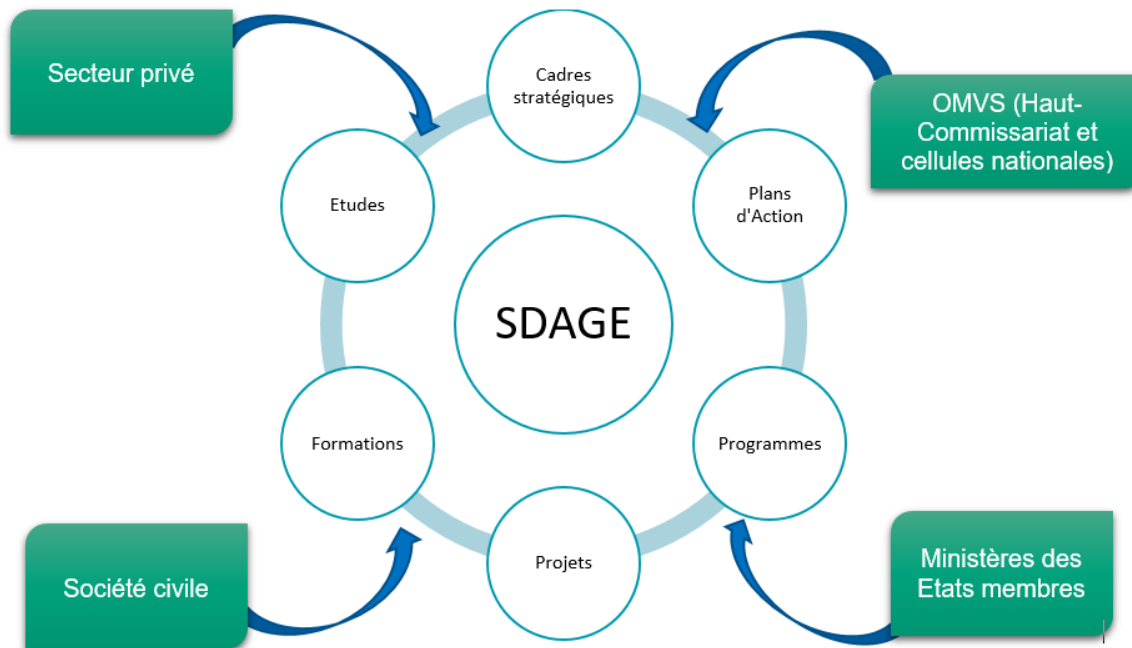 Secteur privé
Cadres
stratégiques
OMVS (Haut-
Commissariat et
cellules nationales)
Etudes
Plans
d'Action
SDAGE
Formations
Programmes
Société civile
Projets
Ministères des
Etats membres